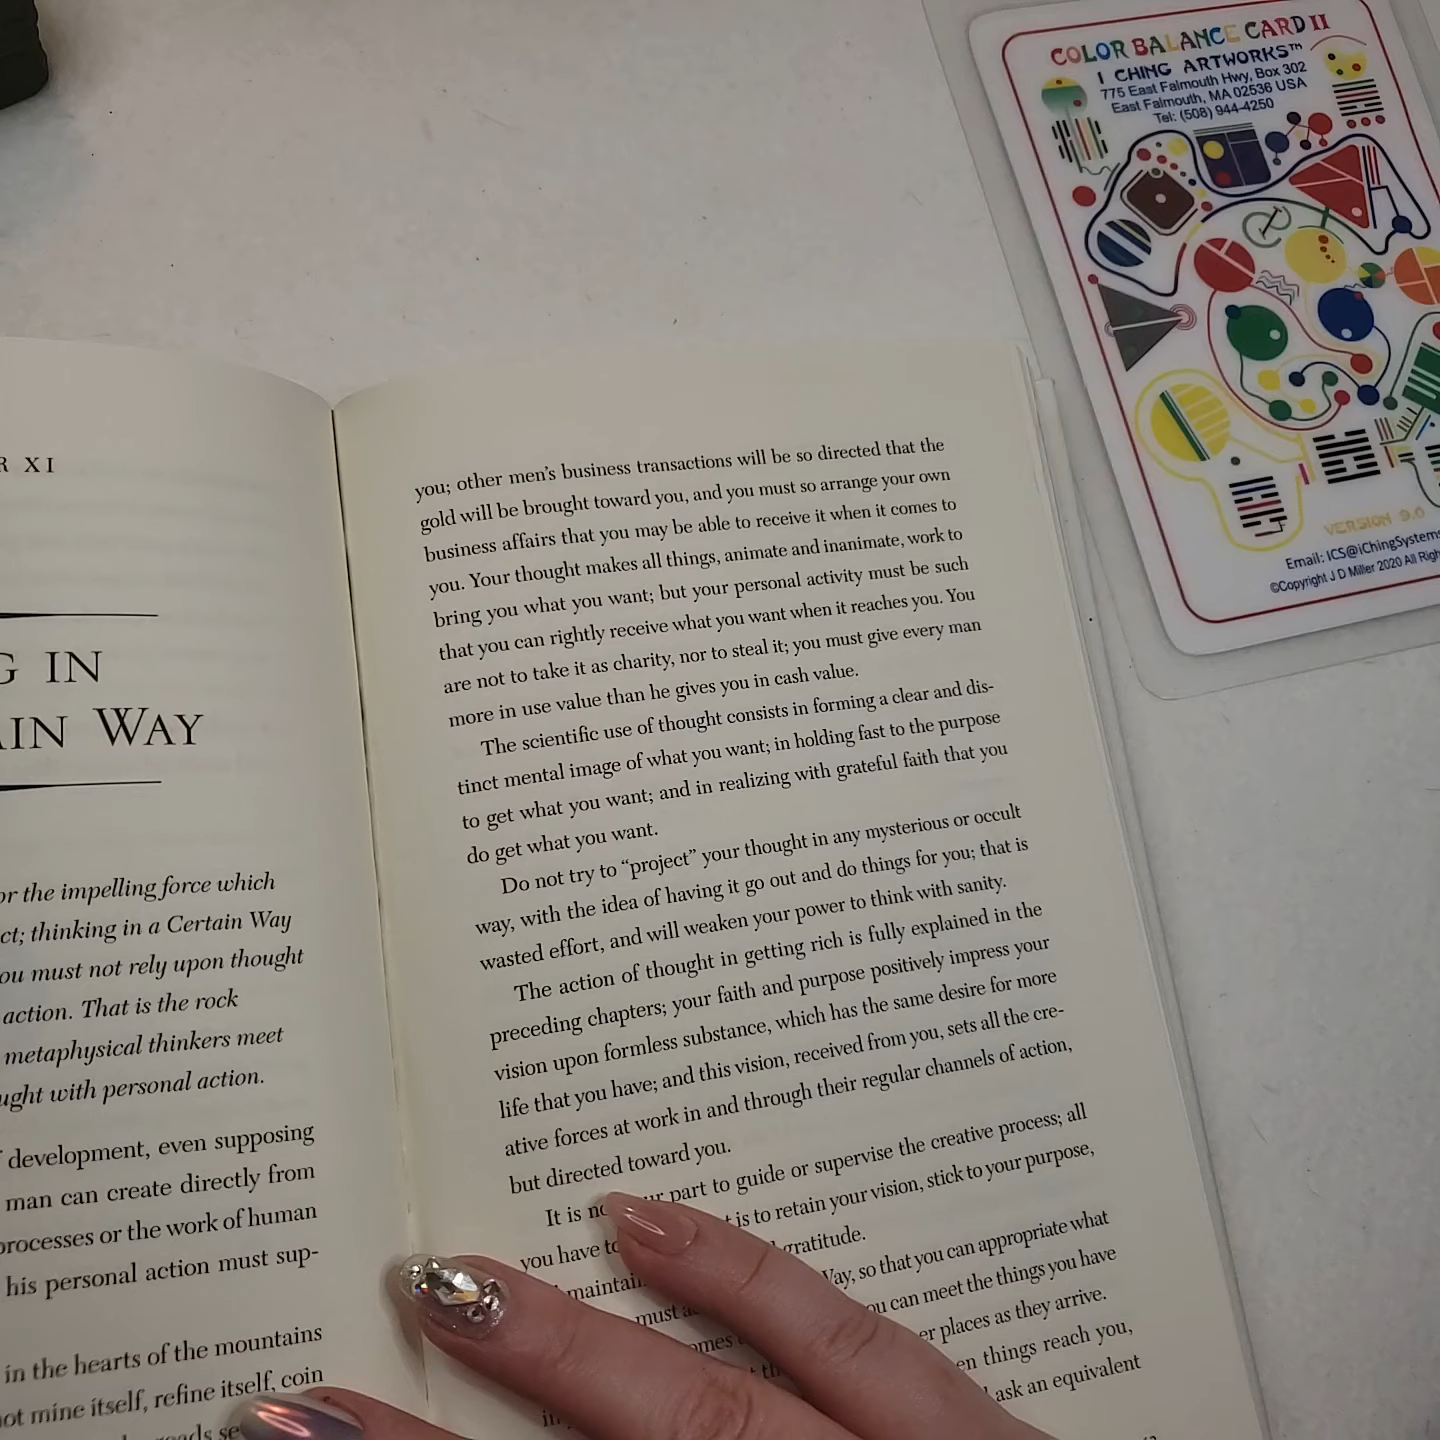 R XI
G IN
AIN WAY
or the impelling force which
ct; thinking in a Certain Way
ou must not rely upon thought
action. That is the rock
metaphysical thinkers meet
ught with personal action.
development, even supposing
man can create directly from
processes or the work of human
his personal action must sup-
in the hearts of the mountains
not mine itself, refine itself, coin
you; other men's business transactions will be so directed that the
gold will be brought toward you, and you must so arrange your own
business affairs that you may be able to receive it when it comes to
you. Your thought makes all things, animate and inanimate, work to
bring you what you want; but your personal activity must be such
that you can rightly receive what you want when it reaches you. You
are not to take it as charity, nor to steal it; you must give every man
more in use value than he gives you in cash value.
The scientific use of thought consists in forming a clear and dis-
tinct mental image of what you want; in holding fast to the purpose
to get what you want; and in realizing with grateful faith that you
do get what you want.
Do not try to “project” your thought in any mysterious or occult
way, with the idea of having it go out and do things for you; that is
wasted effort, and will weaken your power to think with sanity.
The action of thought in getting rich is fully explained in the
preceding chapters; your faith and purpose positively impress your
vision upon formless substance, which has the same desire for more
life that you have; and this vision, received from you, sets all the cre-
ative forces at work in and through their regular channels of action,
but directed toward you.
It is part to guide or supervise the creative process; all
you have is to retain your vision, stick to your purpose,
maintain gratitude.
Way, so that you can appropriate what
must you can meet the things you have
places as they arrive.
things reach you,
ask an equivalent
COLOR BALANCE CARD II
I CHING ARTWORKS™
775 East Falmouth Hwy, Box 302
East Falmouth, MA 02536 USA
Tel: (508) 944-4250
VERSION 9.0
Email: ICS@iChingSystems
©Copyright J D Miller 2020 All Righ